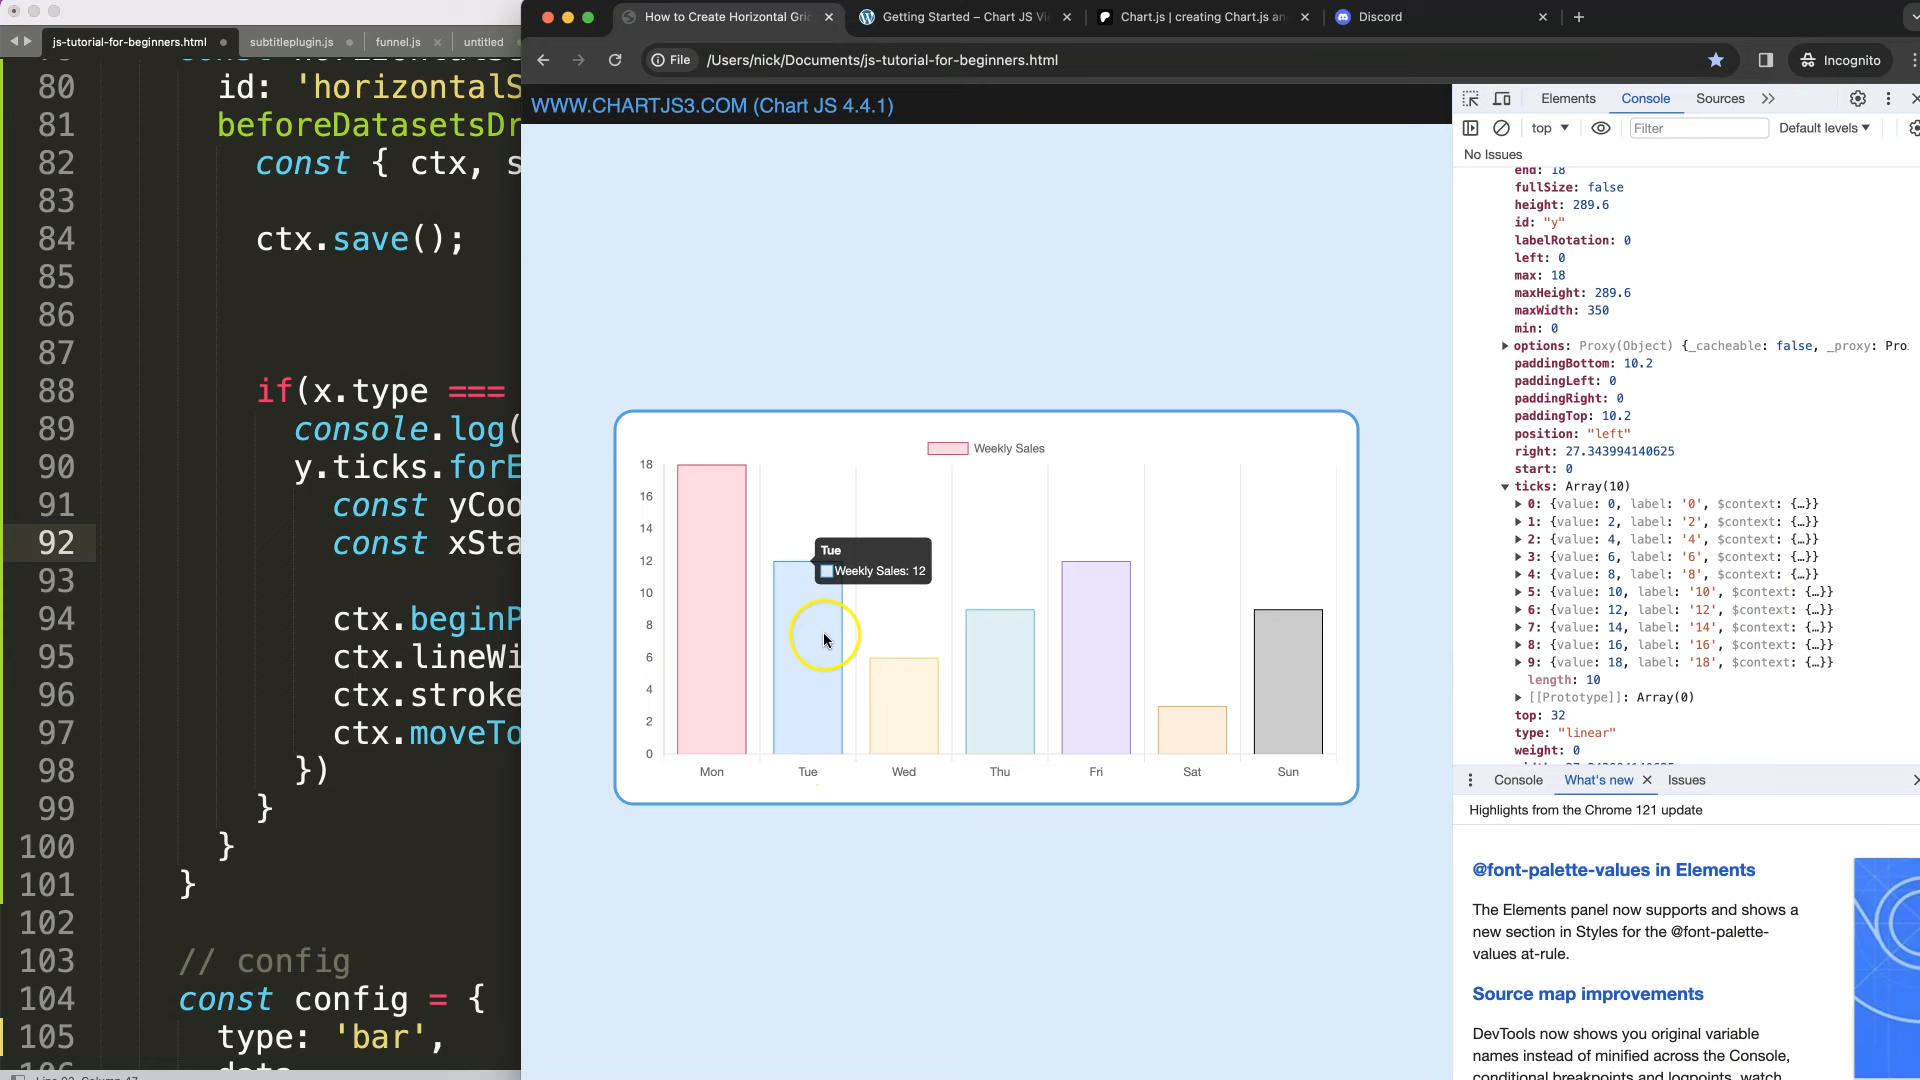 js-tutorial-for-beginners.html
subtitleplugin.js
funnel.js
untitled
80 id: 'horizontalS
81 beforeDatasetsDr
82 const { ctx, s
83
84 ctx.save();
85
86
87
88 if(x.type ===
89 console.log(
90 y.ticks.forE
91 const yCoo
92 const xSta
93
94 ctx.beginP
95 ctx.lineWi
96 ctx.stroke
97 ctx.moveTo
98 })
99 }
100 }
101 }
102
103 // config
104 const config = {
105 type: 'bar',
How to Create Horizontal Gri
Getting Started – Chart JS Vi
Chart.js | creating Chart.js an
Discord
File
/Users/nick/Documents/js-tutorial-for-beginners.html
Incognito
WWW.CHARTJS3.COM (Chart JS 4.4.1)
Weekly Sales
18
16
14
12
10
8
6
4
2
0
Tue
Weekly Sales: 12
Mon Tue Wed Thu Fri Sat Sun
Elements Console Sources
top Filter Default levels
No Issues
end: 18
fullSize: false
height: 289.6
id: "y"
labelRotation: 0
left: 0
max: 18
maxHeight: 289.6
maxWidth: 350
min: 0
options: Proxy(Object) {_cacheable: false, _proxy: Pro
paddingBottom: 10.2
paddingLeft: 0
paddingRight: 0
paddingTop: 10.2
position: "left"
right: 27.343994140625
start: 0
ticks: Array(10)
0: {value: 0, label: '0', $context: {…}}
1: {value: 2, label: '2', $context: {…}}
2: {value: 4, label: '4', $context: {…}}
3: {value: 6, label: '6', $context: {…}}
4: {value: 8, label: '8', $context: {…}}
5: {value: 10, label: '10', $context: {…}}
6: {value: 12, label: '12', $context: {…}}
7: {value: 14, label: '14', $context: {…}}
8: {value: 16, label: '16', $context: {…}}
9: {value: 18, label: '18', $context: {…}}
length: 10
[[Prototype]]: Array(0)
top: 32
type: "linear"
weight: 0
Console What's new Issues
Highlights from the Chrome 121 update
@font-palette-values in Elements
The Elements panel now supports and shows a
new section in Styles for the @font-palette-
values at-rule.
Source map improvements
DevTools now shows you original variable
names instead of minified across the Console,
conditional breakpoints and logpoints, watch